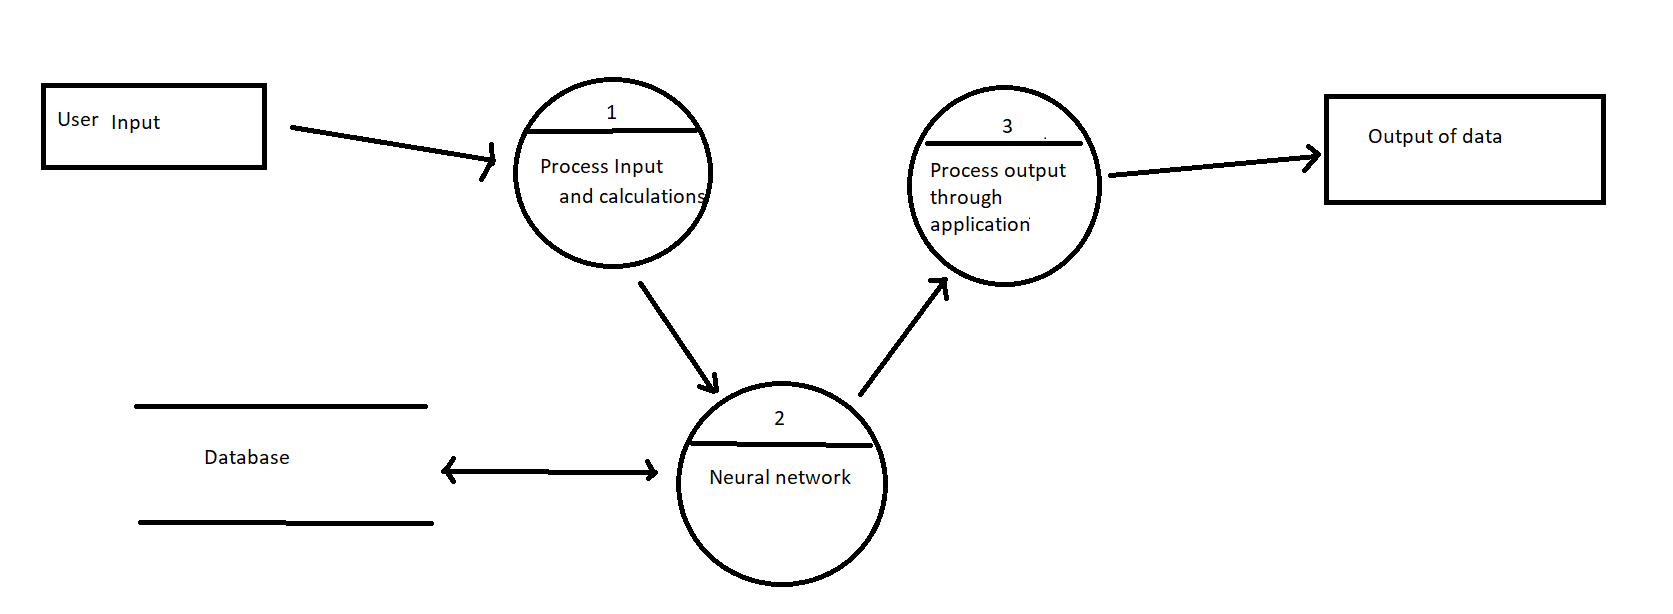 User Input
1
Process Input
and calculations
3
Process output
through
application
Output of data
Database
2
Neural network